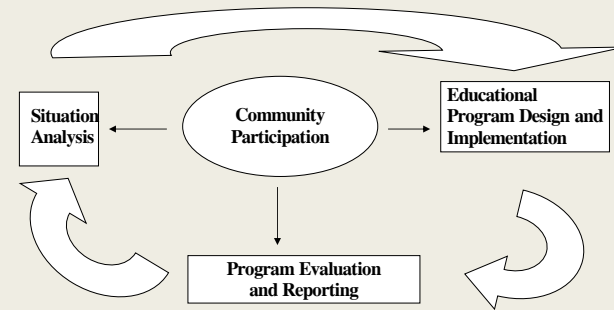 Situation
Analysis
Community
Participation
Educational
Program Design and
Implementation
Program Evaluation
and Reporting